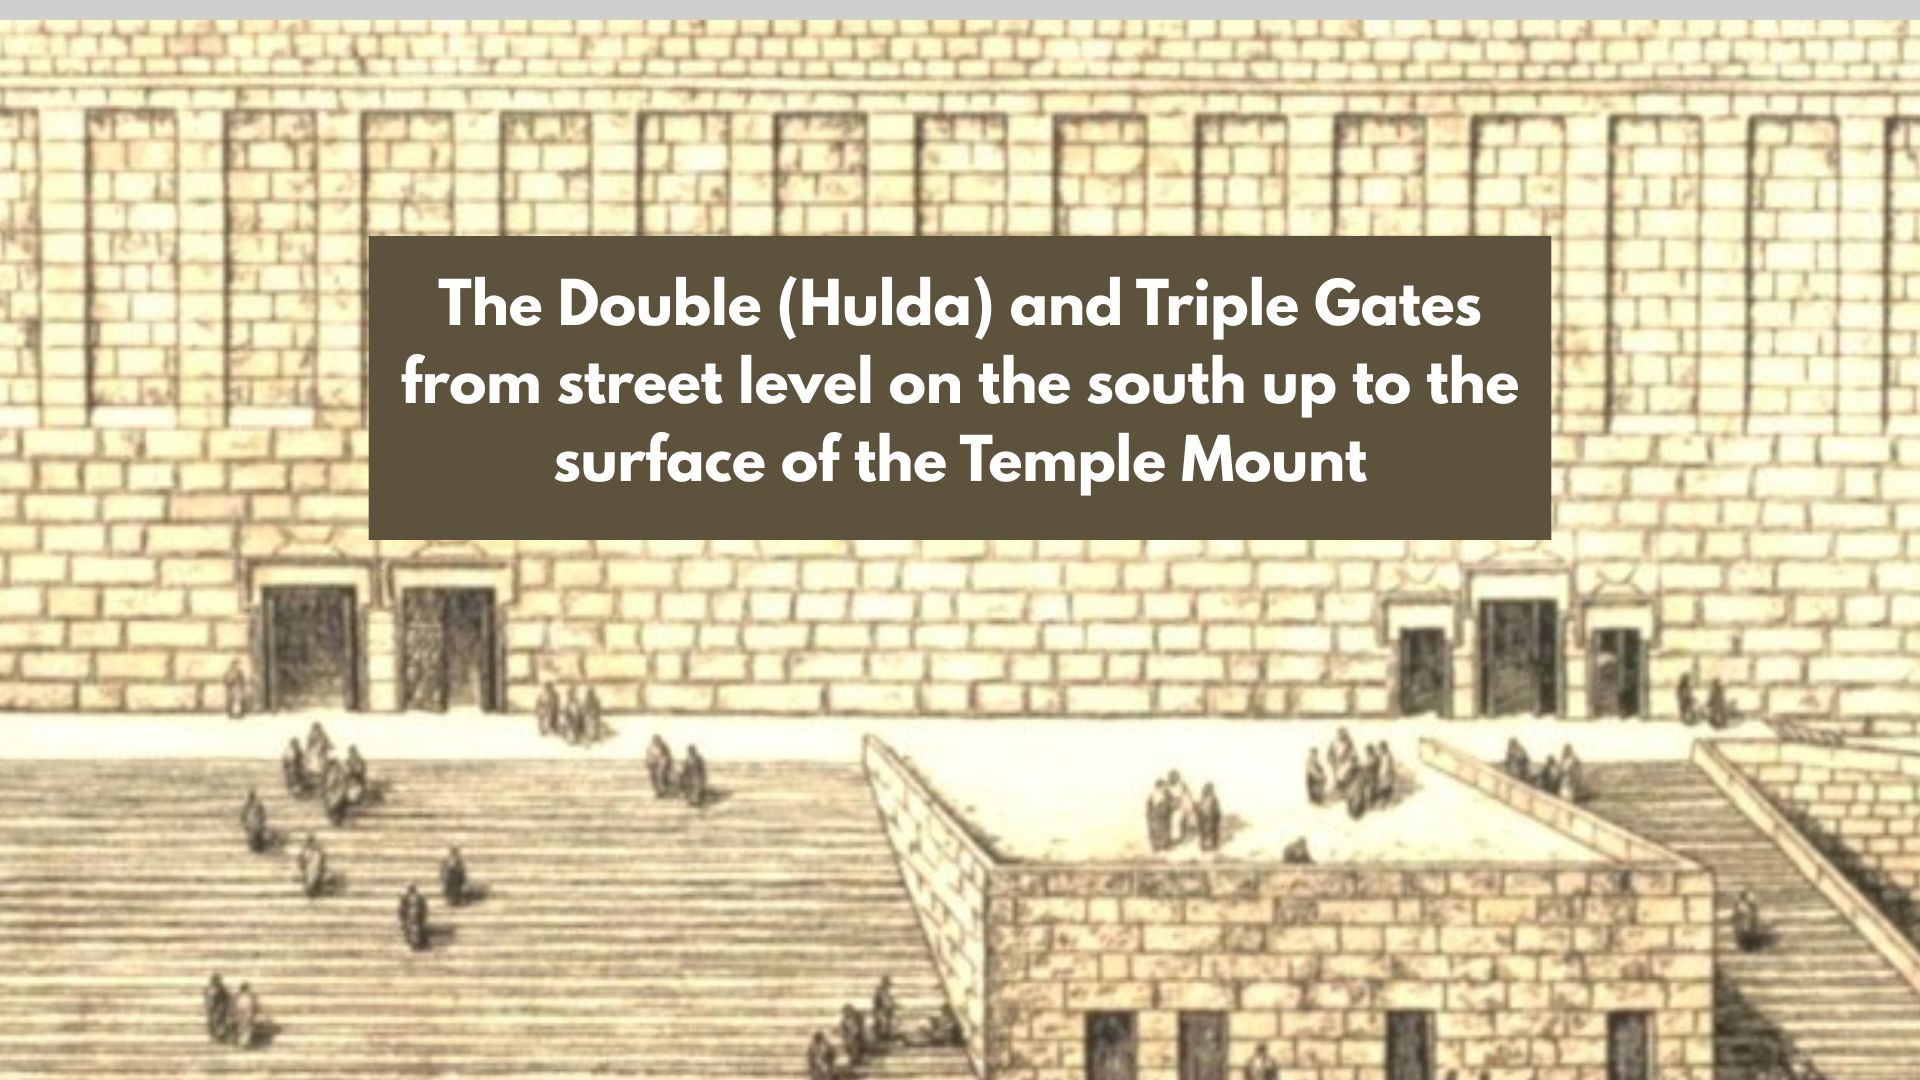 The Double (Hulda) and Triple Gates
from street level on the south up to the
surface of the Temple Mount